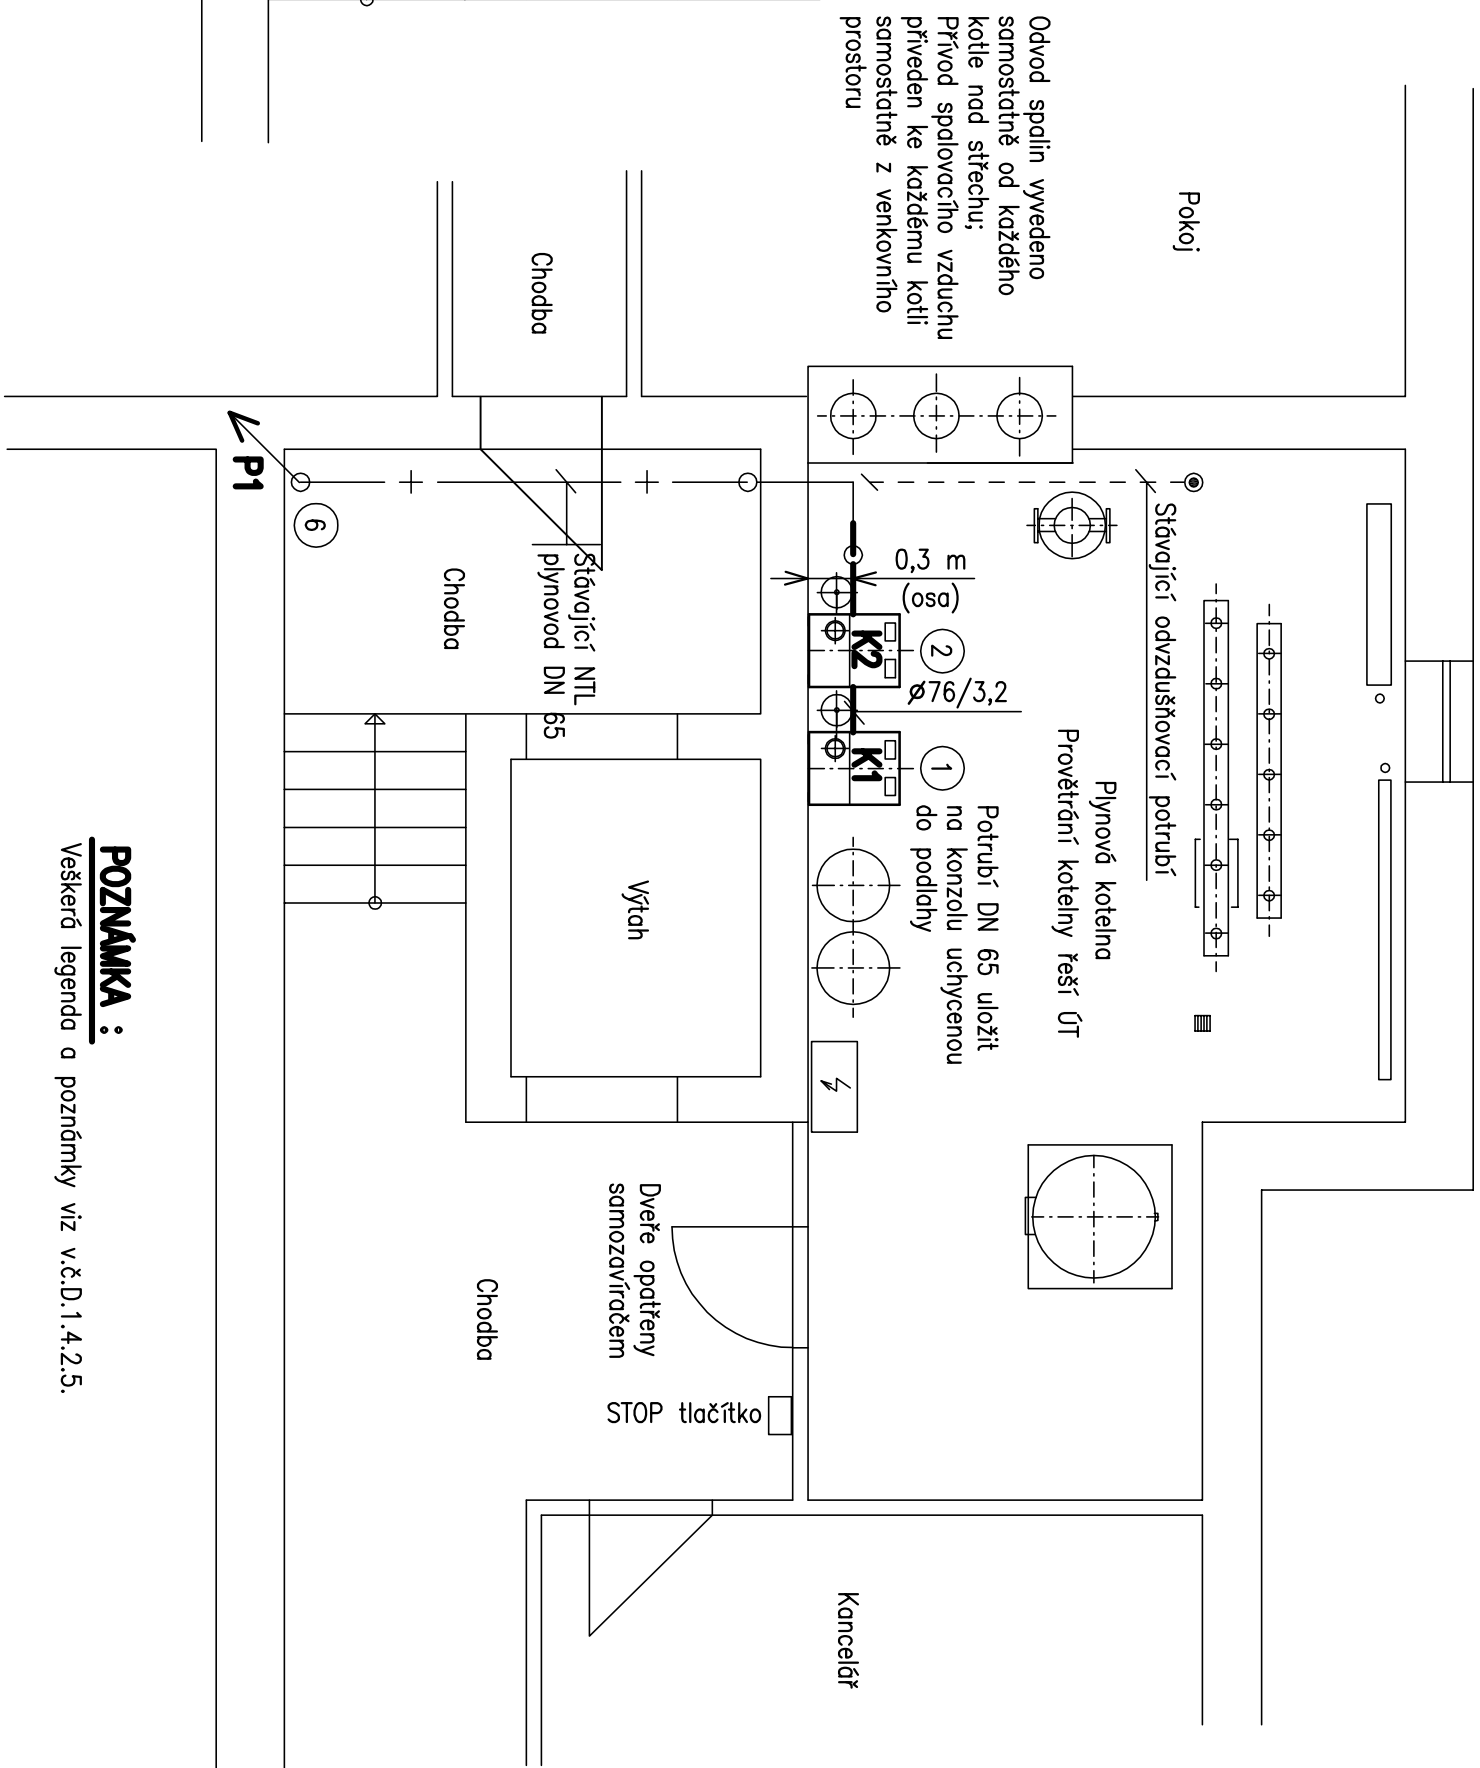 Odvod spalin vyvedeno
samostatně od každého
kotle nad střechu;
Přívod spalovacího vzduchu
přiveden ke každému kotli
samostatně z venkovního
prostoru
Pokoj
Chodba
P1
6
Chodba
Stávající NTL
plynovod DN 65
0,3 m
(osa)
K2
2
Ø76/3,2
K1
1
Stávající odvzdušňovací potrubí
Plynová kotelna
Provětrání kotelny řeší ÚT
Potrubí DN 65 uložit
na konzolu uchycenou
do podlahy
Výtah
Dveře opatřeny
samozavíračem
STOP tlačítko
Chodba
Kancelář
POZNÁMKA :
Veškerá legenda a poznámky viz v.č.D.1.4.2.5.